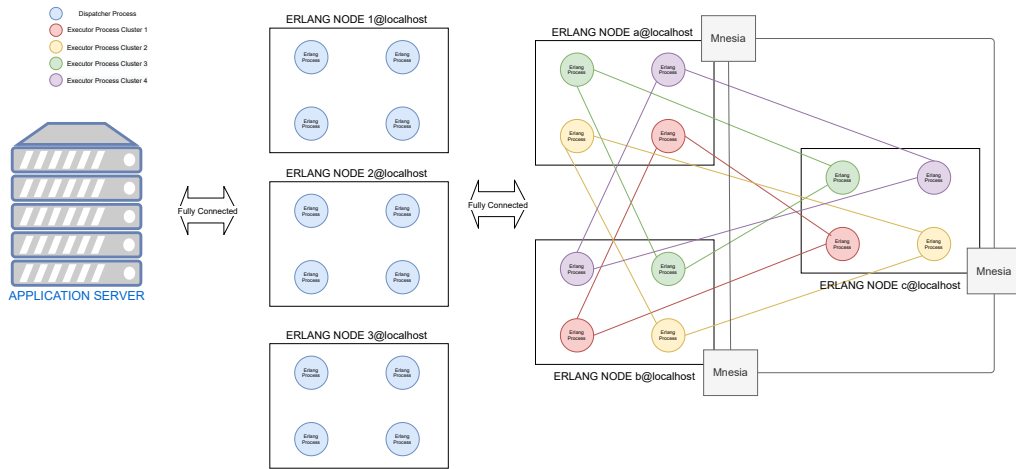 Dispatcher Process
Executor Process Cluster 1
Executor Process Cluster 2
Executor Process Cluster 3
Executor Process Cluster 4
APPLICATION SERVER
Fully Connected
ERLANG NODE 1@localhost
Erlang
Process
Erlang
Process
Erlang
Process
Erlang
Process
ERLANG NODE 2@localhost
Erlang
Process
Erlang
Process
Erlang
Process
Erlang
Process
ERLANG NODE 3@localhost
Erlang
Process
Erlang
Process
Erlang
Process
Erlang
Process
Fully Connected
ERLANG NODE a@localhost
Mnesia
Erlang
Process
Erlang
Process
Erlang
Process
Erlang
Process
Erlang
Process
Erlang
Process
Erlang
Process
Erlang
Process
ERLANG NODE b@localhost
Mnesia
Erlang
Process
Erlang
Process
Erlang
Process
Erlang
Process
Mnesia
ERLANG NODE c@localhost